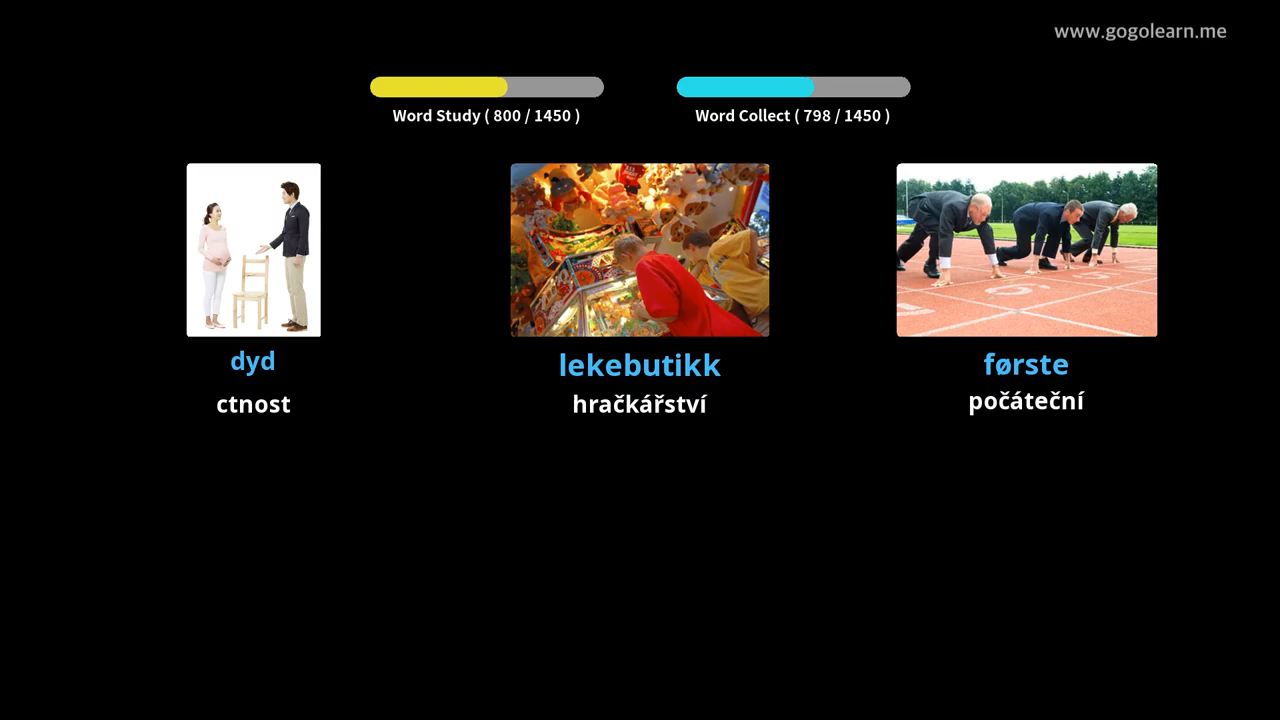 www.gogolearn.me
Word Study ( 800 / 1450 )
Word Collect ( 798 / 1450 )
dyd
lekebutikk
første
ctnost
hračkářství
počáteční